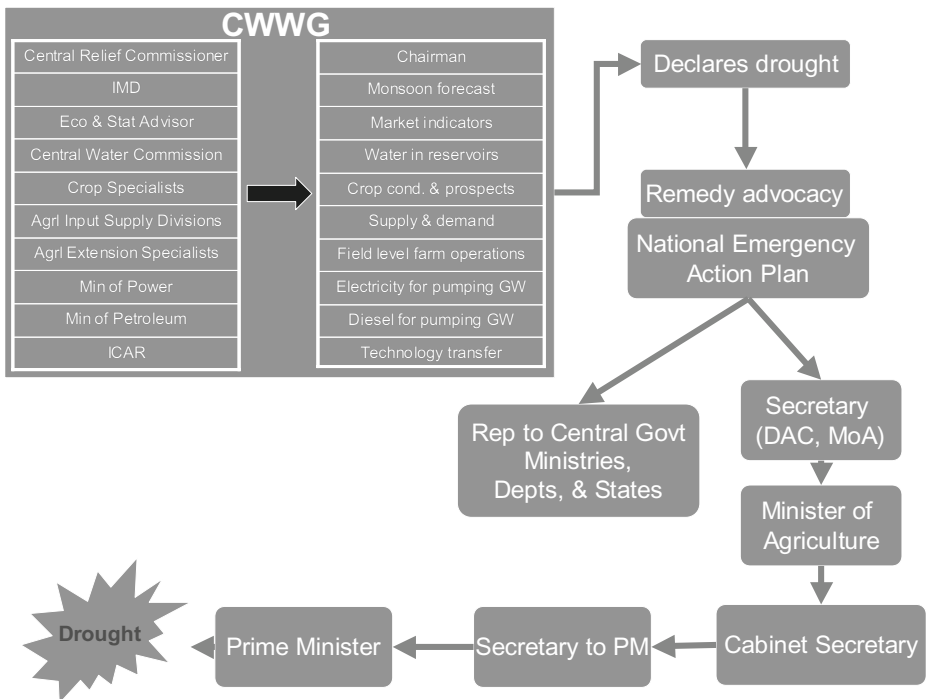 CWWG
Central Relief Commissioner
IMD
Eco & Stat Advisor
Central Water Commission
Crop Specialists
Agrl Input Supply Divisions
Agrl Extension Specialists
Min of Power
Min of Petroleum
ICAR
Chairman
Monsoon forecast
Market indicators
Water in reservoirs
Crop cond. & prospects
Supply & demand
Field level farm operations
Electricity for pumping GW
Diesel for pumping GW
Technology transfer
Declares drought
Remedy advocacy
National Emergency
Action Plan
Rep to Central Govt
Ministries,
Depts, & States
Secretary
(DAC, MoA)
Minister of
Agriculture
Cabinet Secretary
Secretary to PM
Prime Minister
Drought